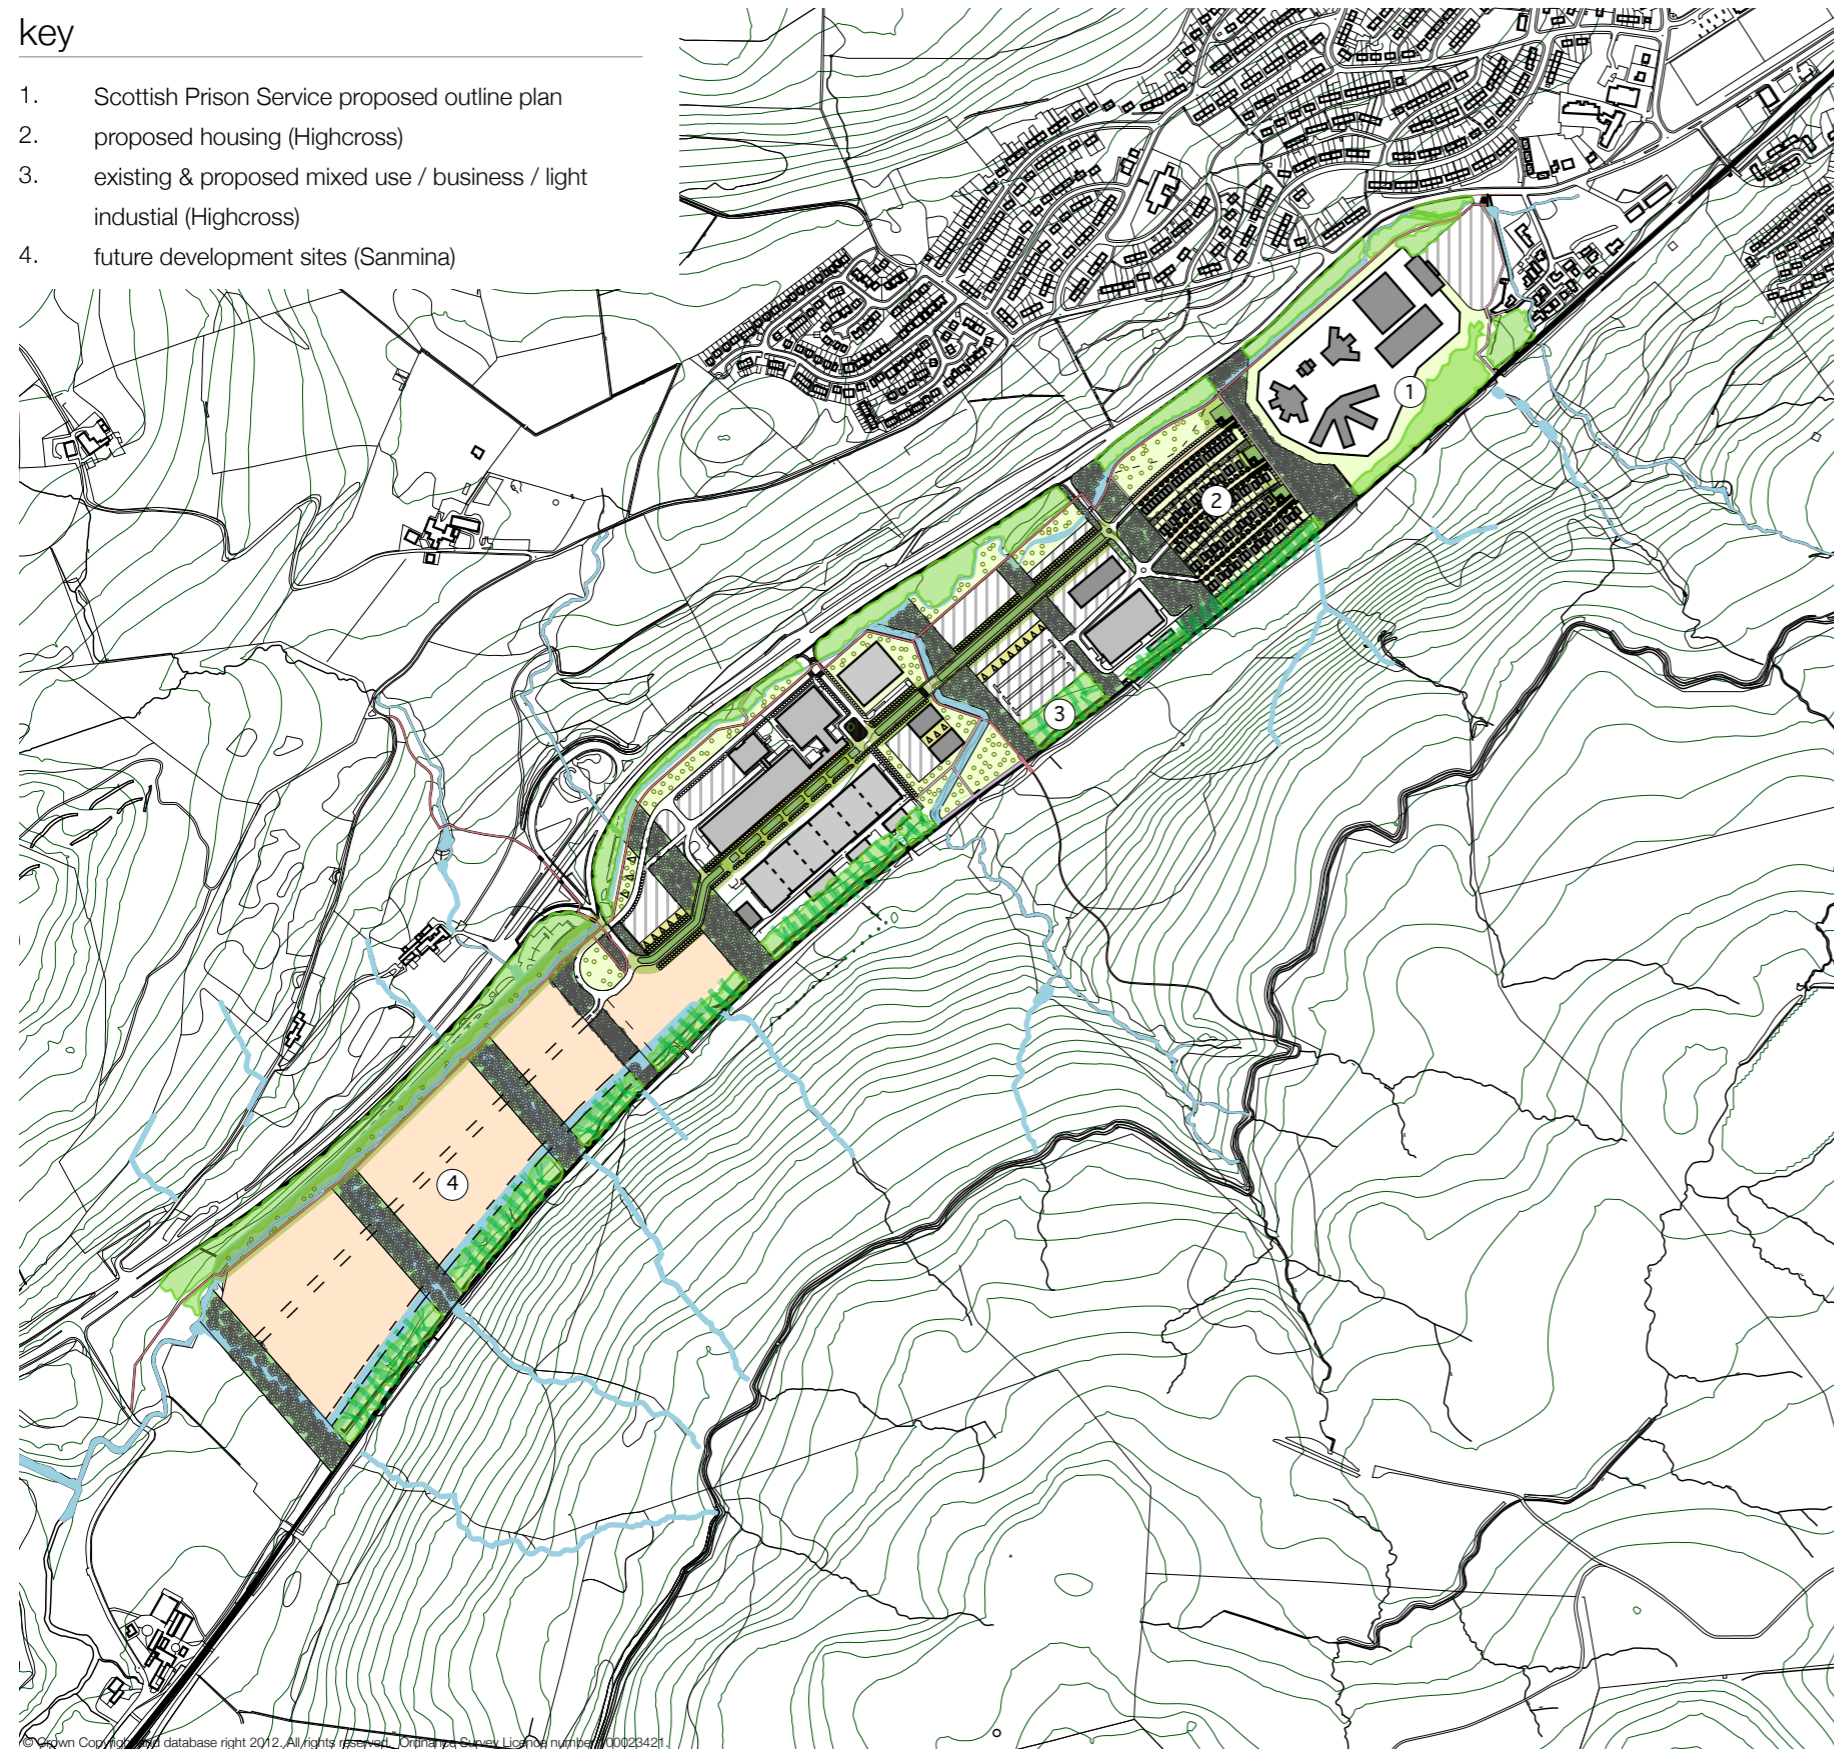 key
1. Scottish Prison Service proposed outline plan
2. proposed housing (Highcross)
3. existing & proposed mixed use / business / light
industial (Highcross)
4. future development sites (Sanmina)
1
2
3
4
© Crown Copyright and database right 2012. All rights reserved. Ordnance Survey Licence number 100023421.